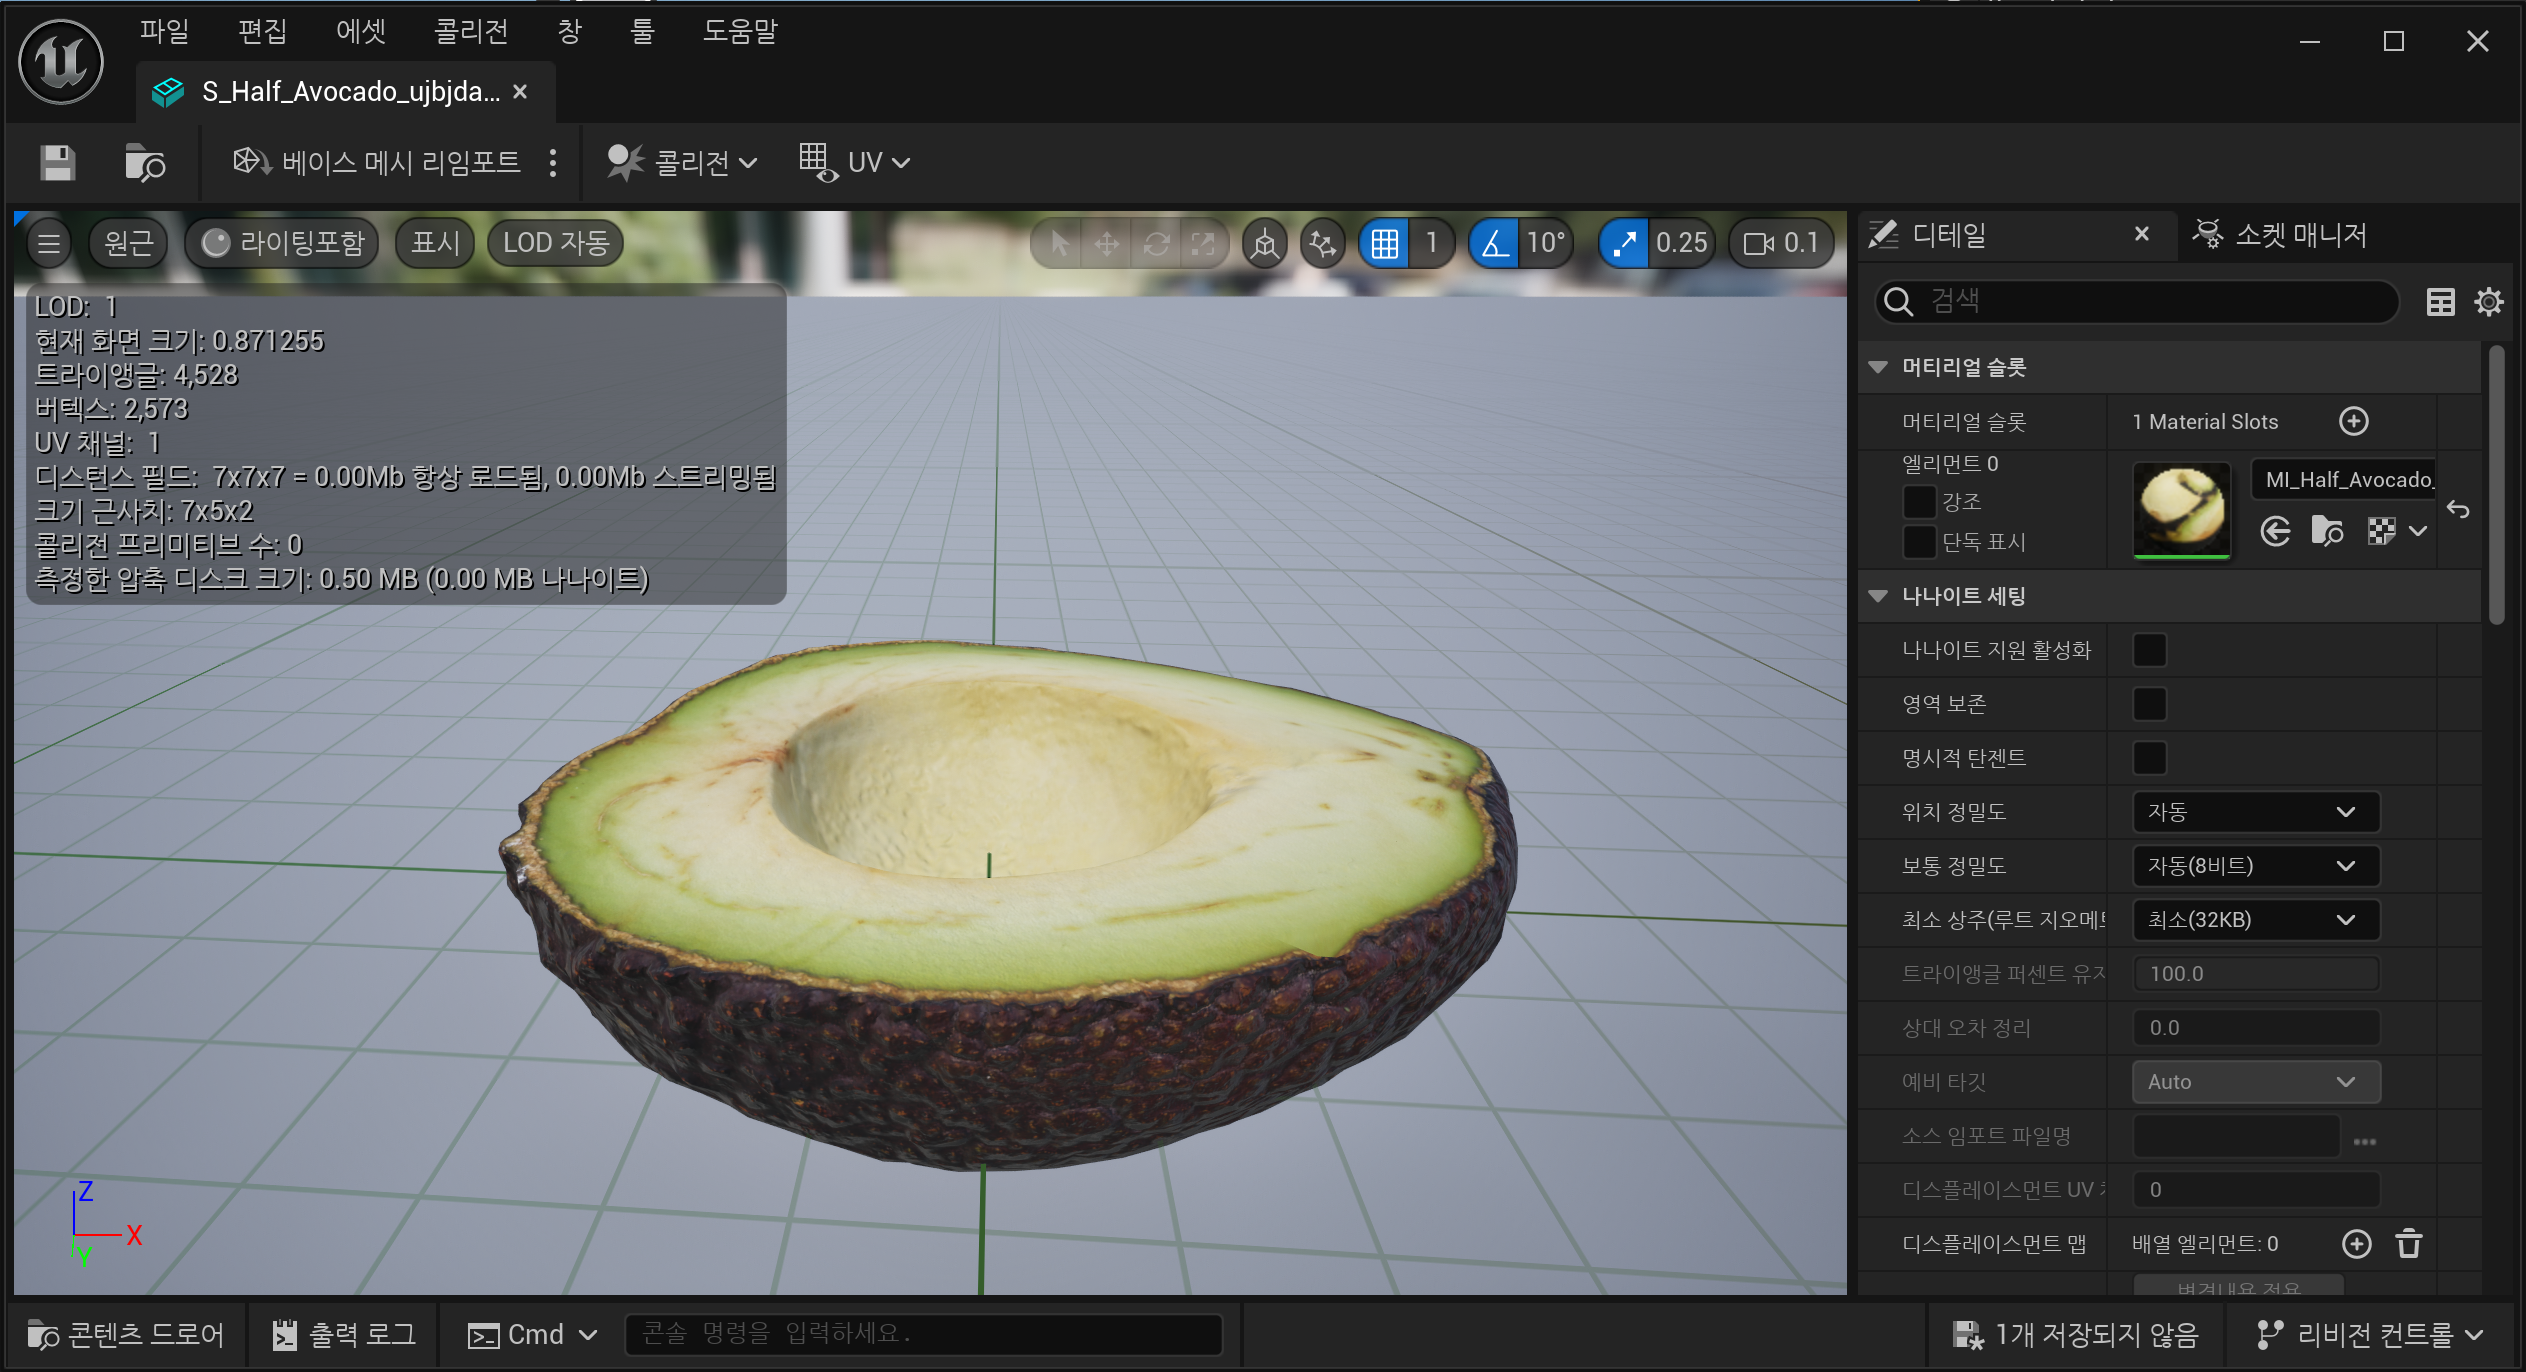 파일 편집 에셋 콜리전 창 툴 도움말
S_Half_Avocado_ujbjda...
베이스 메시 리임포트 콜리전 UV
원근 라이팅포함 표시 LOD 자동 1 10° 0.25 0.1
LOD: 1
현재 화면 크기: 0.871255
트라이앵글: 4,528
버텍스: 2,573
UV 채널: 1
디스턴스 필드: 7x7x7 = 0.00Mb 항상 로드됨, 0.00Mb 스트리밍됨
크기 근사치: 7x5x2
콜리전 프리미티브 수: 0
측정한 압축 디스크 크기: 0.50 MB (0.00 MB 나나이트)
Z
X
Y
디테일 소켓 매니저
검색
머티리얼 슬롯
머티리얼 슬롯 1 Material Slots
엘리먼트 0
강조
단독 표시
MI_Half_Avocado_
나나이트 세팅
나나이트 지원 활성화
영역 보존
명시적 탄젠트
위치 정밀도 자동
보통 정밀도 자동(8비트)
최소 상주(루트 지오메 최소(32KB)
트라이앵글 퍼센트 유지 100.0
상대 오차 정리 0.0
예비 타깃 Auto
소스 임포트 파일명
디스플레이스먼트 UV 0
디스플레이스먼트 맵 배열 엘리먼트: 0
변경내용 적용
콘텐츠 드로어 출력 로그 Cmd 콘솔 명령을 입력하세요. 1개 저장되지 않음 리비전 컨트롤